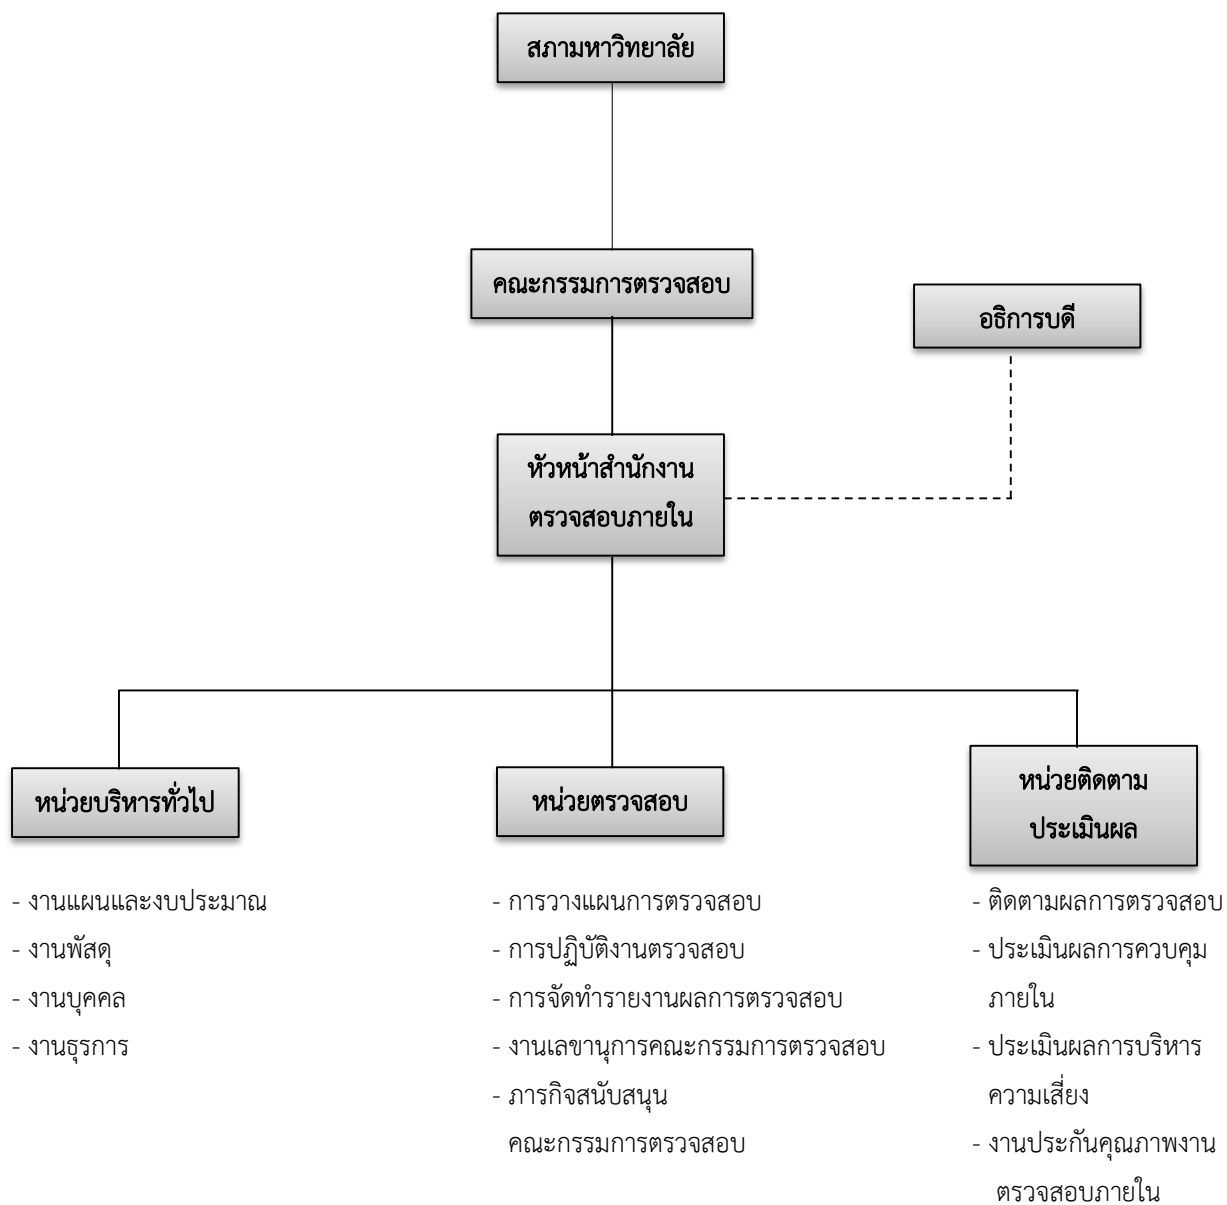 สภามหาวิทยาลัย
คณะกรรมการตรวจสอบ
อธิการบดี
หัวหน้าสำนักงาน
ตรวจสอบภายใน
หน่วยบริหารทั่วไป
- งานแผนและงบประมาณ
- งานพัสดุ
- งานบุคคล
- งานธุรการ
หน่วยตรวจสอบ
- การวางแผนการตรวจสอบ
- การปฏิบัติงานตรวจสอบ
- การจัดทำรายงานผลการตรวจสอบ
- งานเลขานุการคณะกรรมการตรวจสอบ
- ภารกิจสนับสนุน
คณะกรรมการตรวจสอบ
หน่วยติดตาม
ประเมินผล
- ติดตามผลการตรวจสอบ
- ประเมินผลการควบคุม
ภายใน
- ประเมินผลการบริหาร
ความเสี่ยง
- งานประกันคุณภาพงาน
ตรวจสอบภายใน